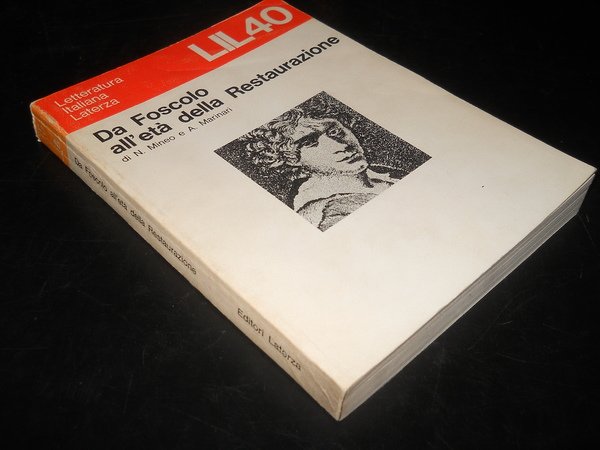 Letteratura
Italiana
Laterza
LIL40
Da Foscolo
all'età della Restaurazione
di N. Mineo e A. Marinari
Da Foscolo all'età della Restaurazione
Editori Laterza